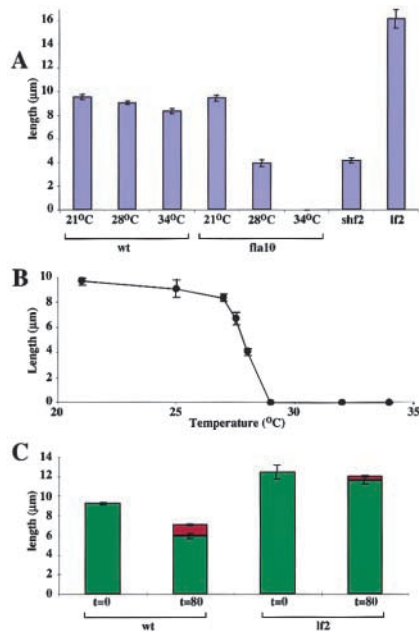 A
length (µm)
16
14
12
10
8
6
4
2
0
21°C 28°C 34°C 21°C 28°C 34°C shf2 lf2
wt fla10
B
Length (µm)
10
8
6
4
2
0
20 25 30 35
Temperature (°C)
C
length (µm)
14
12
10
8
6
4
2
0
t=0 t=80 t=0 t=80
wt lf2